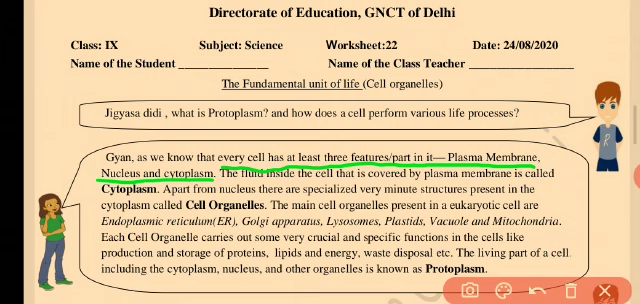 Directorate of Education, GNCT of Delhi
Class: IX Subject: Science Worksheet:22 Date: 24/08/2020
Name of the Student ______________ Name of the Class Teacher __________________
The Fundamental unit of life (Cell organelles)
Jigyasa didi , what is Protoplasm? and how does a cell perform various life processes?
Gyan, as we know that every cell has at least three features/part in it— Plasma Membrane,
Nucleus and cytoplasm. The fluid inside the cell that is covered by plasma membrane is called
Cytoplasm. Apart from nucleus there are specialized very minute structures present in the
cytoplasm called Cell Organelles. The main cell organelles present in a eukaryotic cell are
Endoplasmic reticulum(ER), Golgi apparatus, Lysosomes, Plastids, Vacuole and Mitochondria.
Each Cell Organelle carries out some very crucial and specific functions in the cells like
production and storage of proteins, lipids and energy, waste disposal etc. The living part of a cell
including the cytoplasm, nucleus, and other organelles is known as Protoplasm.
R